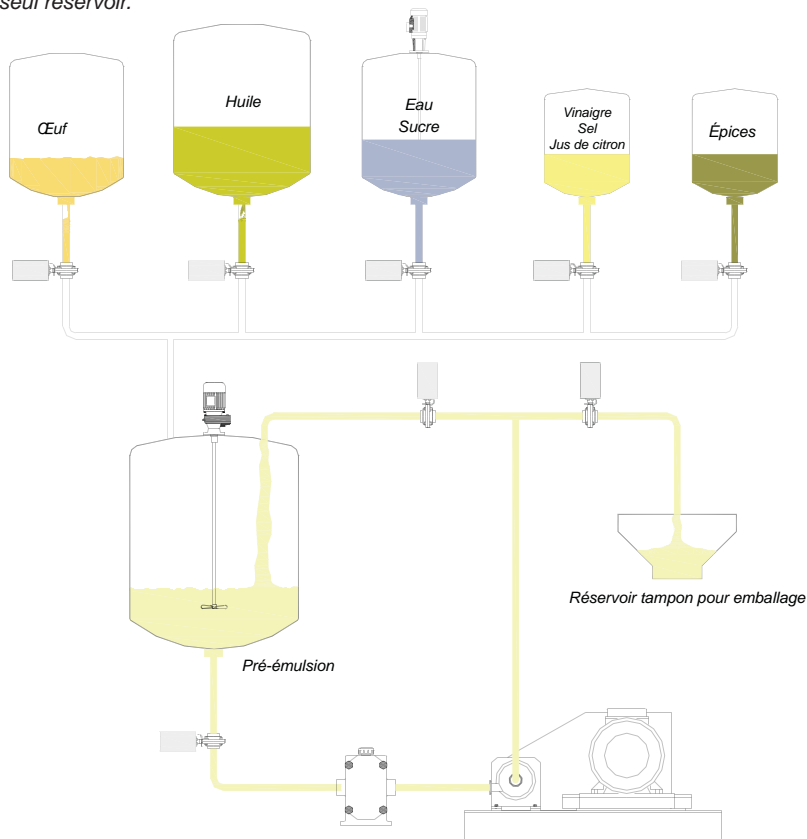 seul réservoir.
Œuf
Huile
Eau
Sucre
Vinaigre
Sel
Jus de citron
Épices
Réservoir tampon pour emballage
Pré-émulsion